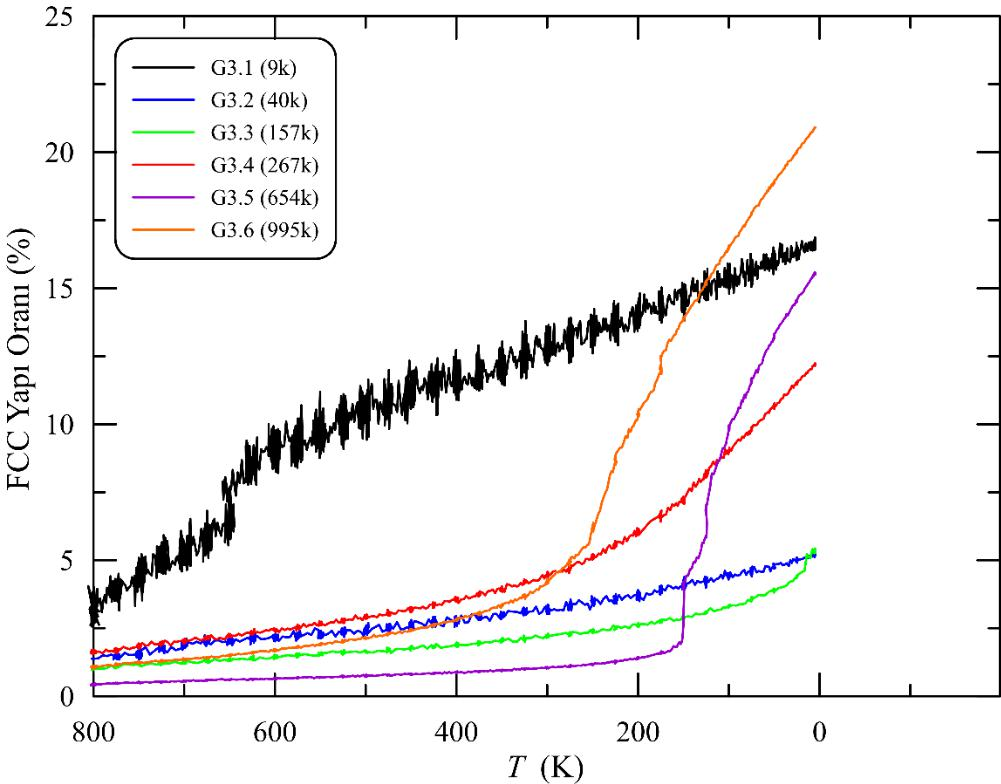 25
20
15
10
5
0
FCC Yapı Oranı (%)
G3.1 (9k)
G3.2 (40k)
G3.3 (157k)
G3.4 (267k)
G3.5 (654k)
G3.6 (995k)
800
600
400
200
0
T (K)